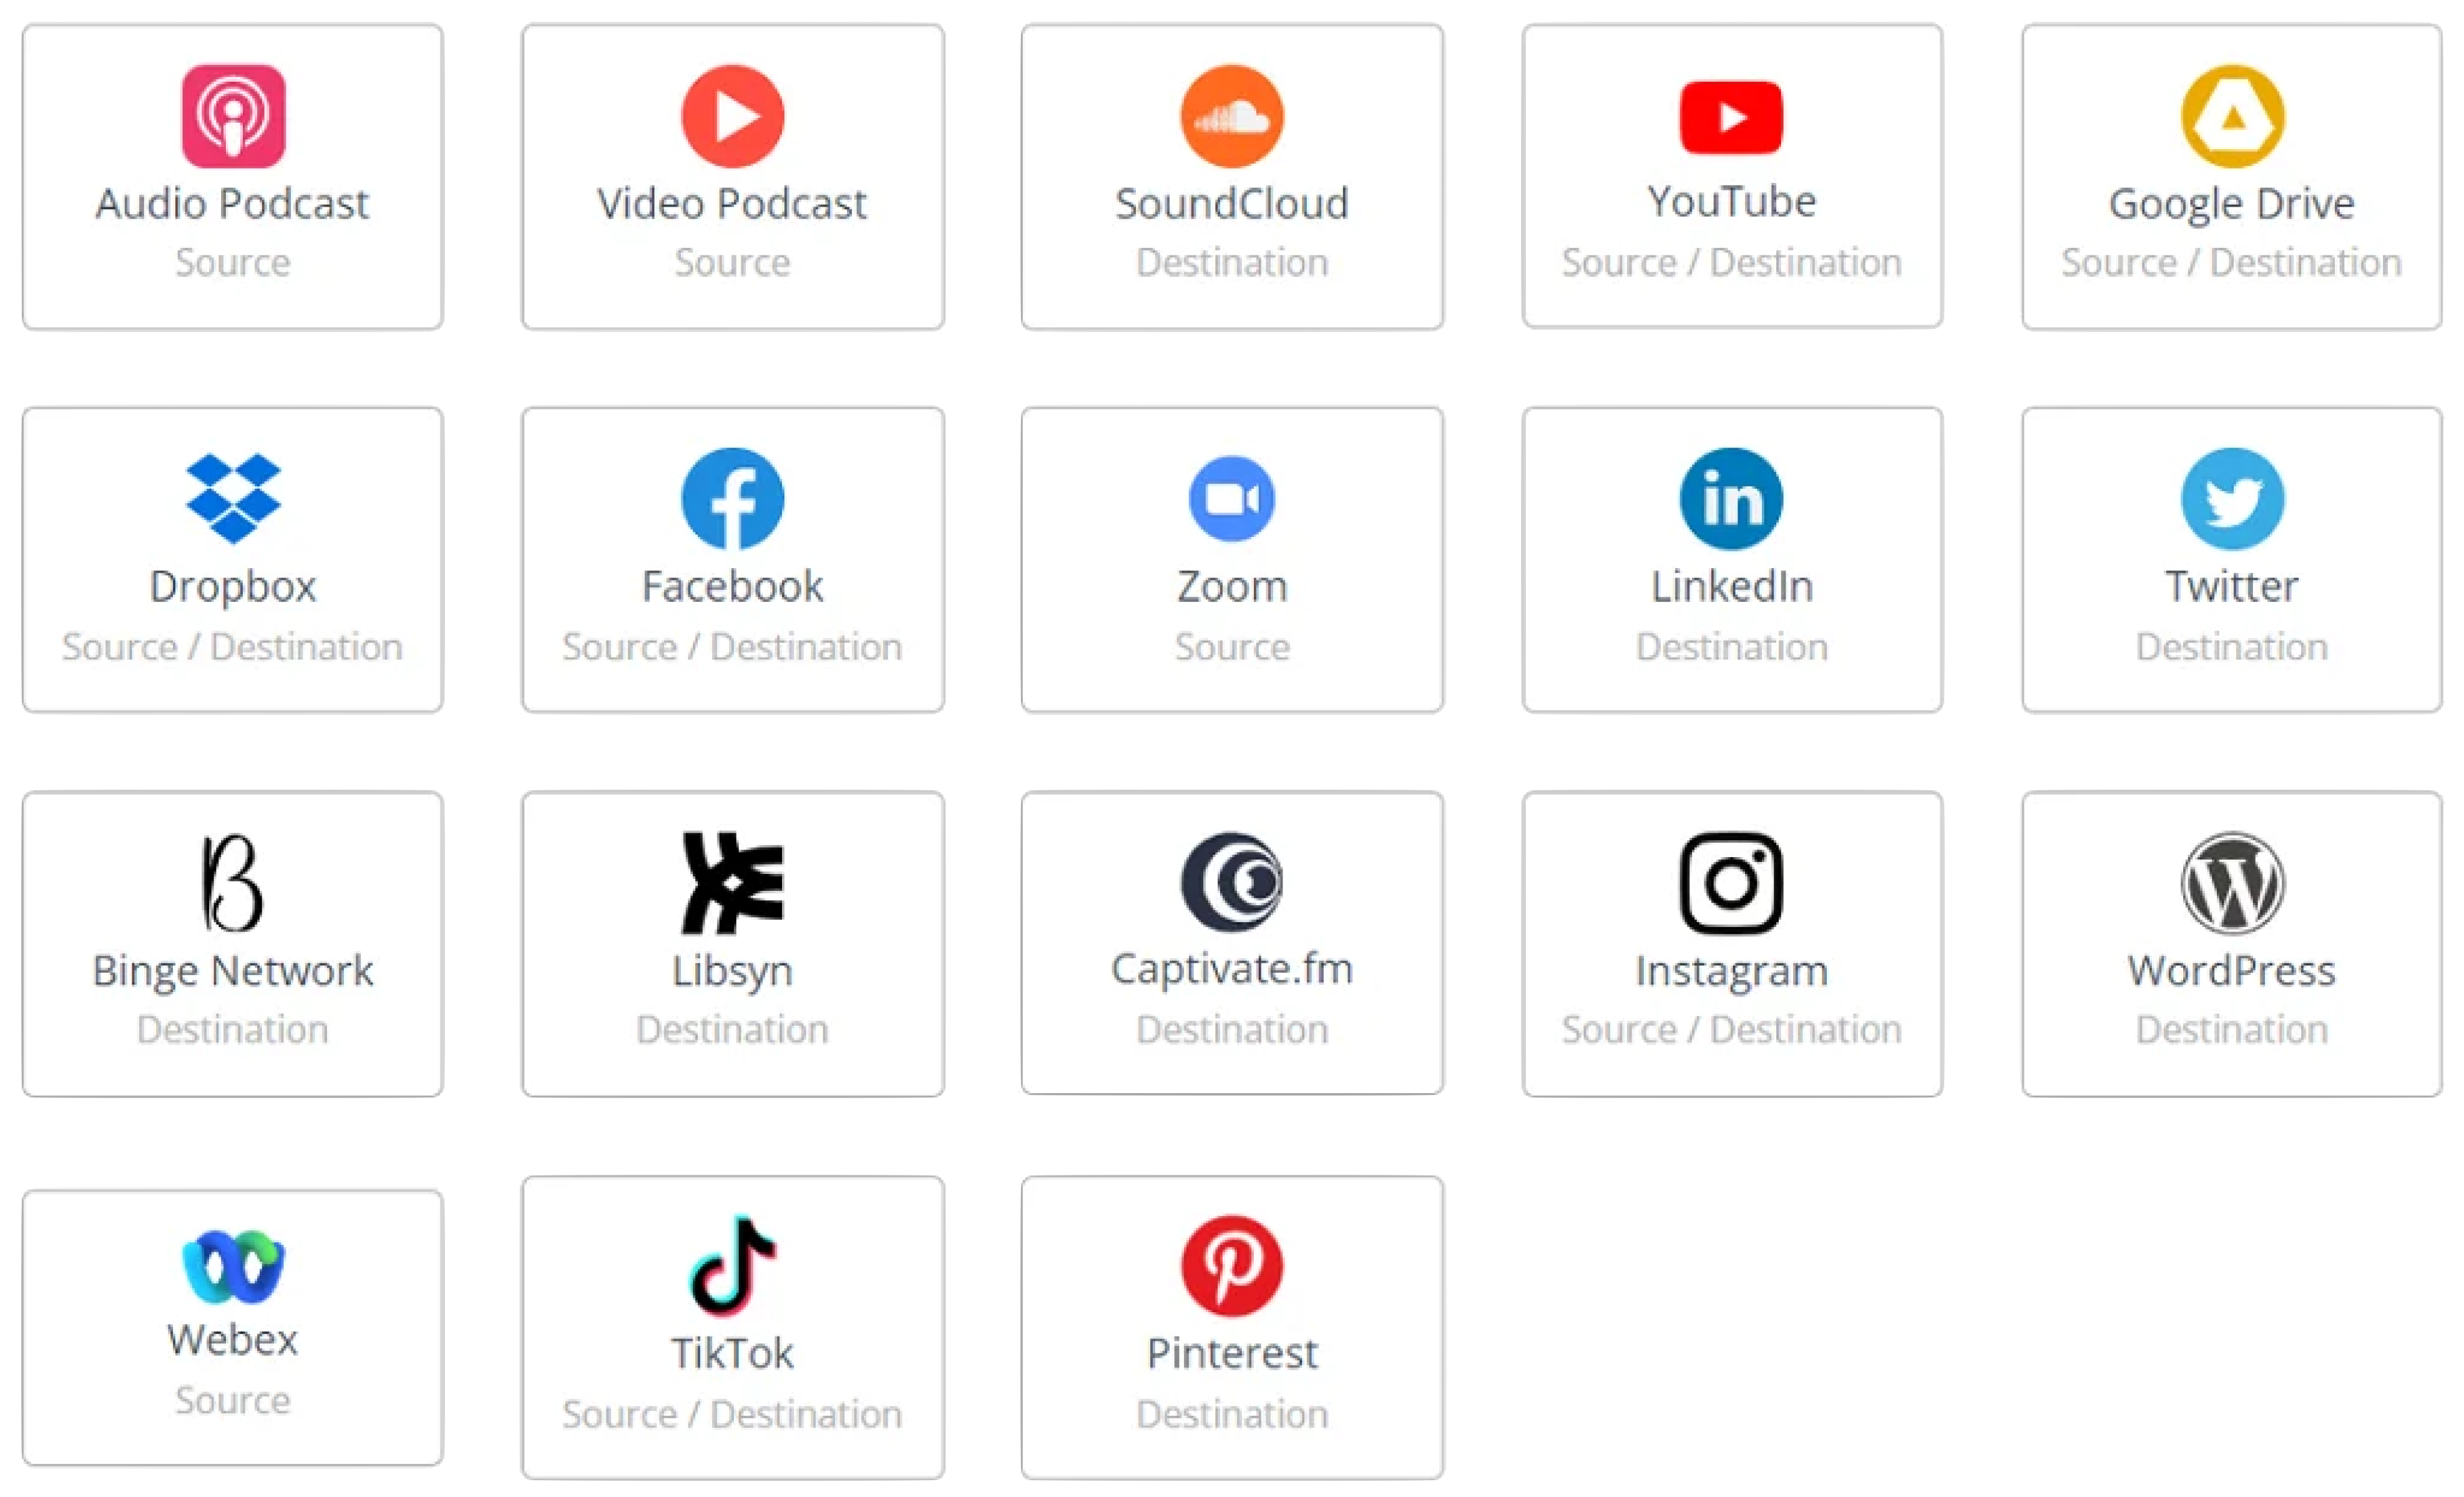 Audio Podcast
Source
Video Podcast
Source
SoundCloud
Destination
YouTube
Source / Destination
Google Drive
Source / Destination
Dropbox
Source / Destination
Facebook
Source / Destination
Zoom
Source
LinkedIn
Destination
Twitter
Destination
Binge Network
Destination
Libsyn
Destination
Captivate.fm
Destination
Instagram
Source / Destination
WordPress
Destination
Webex
Source
TikTok
Source / Destination
Pinterest
Destination